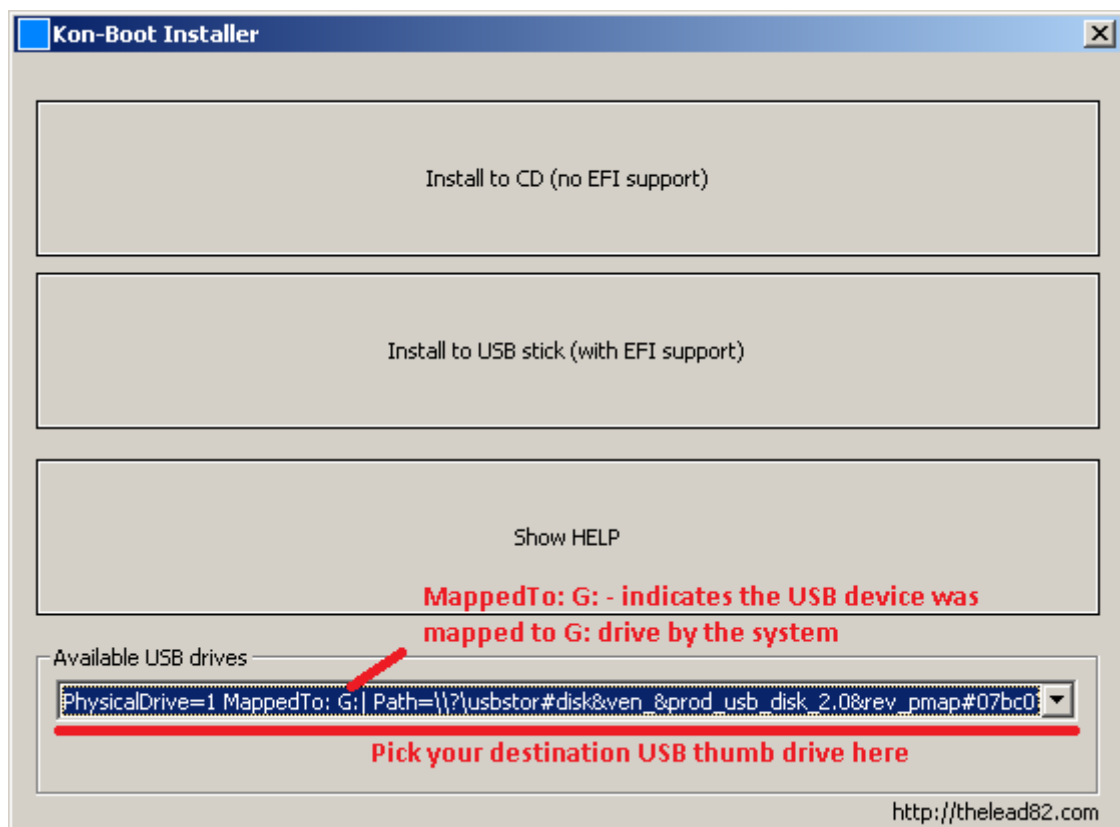 Kon-Boot Installer
Install to CD (no EFI support)
Install to USB stick (with EFI support)
Show HELP
MappedTo: G: - indicates the USB device was
mapped to G: drive by the system
Available USB drives
PhysicalDrive=1 MappedTo: G:| Path=\\?\usbstor#disk&ven_&prod_usb_disk_2.0&rev_pmap#07bc0
Pick your destination USB thumb drive here
http://thelead82.com